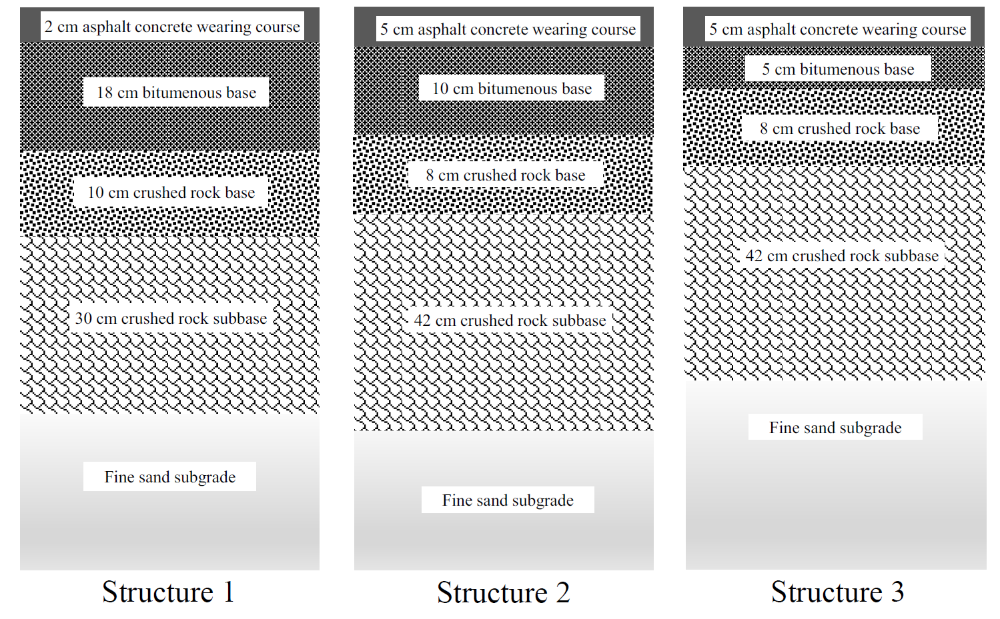 2 cm asphalt concrete wearing course
18 cm bitumenous base
10 cm crushed rock base
30 cm crushed rock subbase
Fine sand subgrade
Structure 1
5 cm asphalt concrete wearing course
10 cm bitumenous base
8 cm crushed rock base
42 cm crushed rock subbase
Fine sand subgrade
Structure 2
5 cm asphalt concrete wearing course
5 cm bitumenous base
8 cm crushed rock base
42 cm crushed rock subbase
Fine sand subgrade
Structure 3